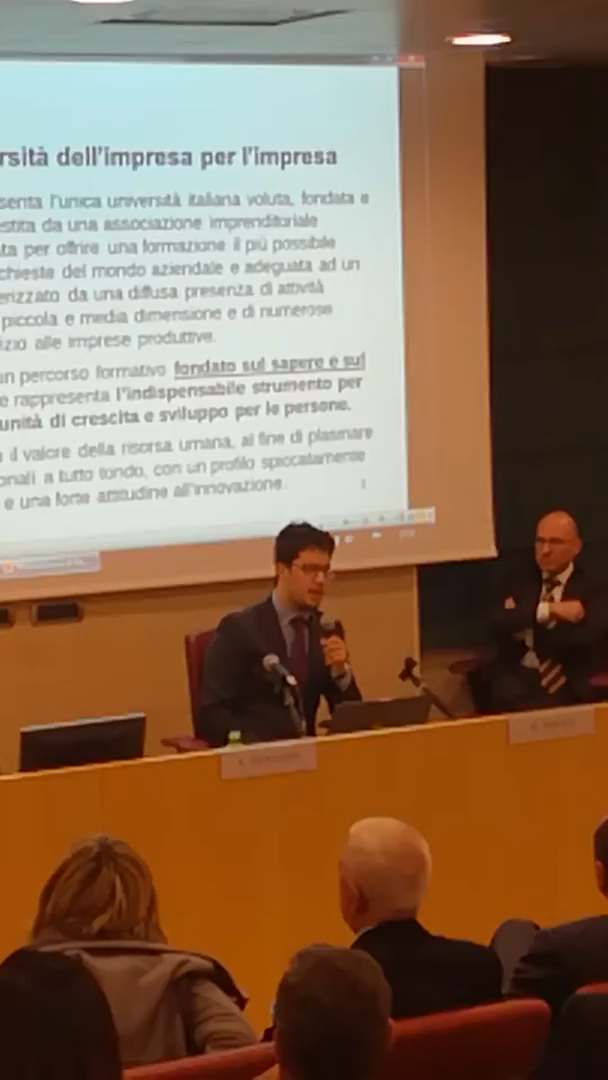 rsità dell'impresa per l'impresa
senta l'unica università italiana voluta, fondata e
estita da una associazione imprenditoriale
ta per offrire una formazione il più possibile
chieste del mondo aziendale e adeguata ad un
erizzato da una diffusa presenza di attività
piccola e media dimensione e di numerose
izio alle imprese produttive.
un percorso formativo fondato sul sapere e sul
e rappresenta l'indispensabile strumento per
unità di crescita e sviluppo per le persone.
il valore della risorsa umana, al fine di plasmare
onali a tutto tondo, con un profilo spiccatamente
e una forte attitudine all'innovazione.